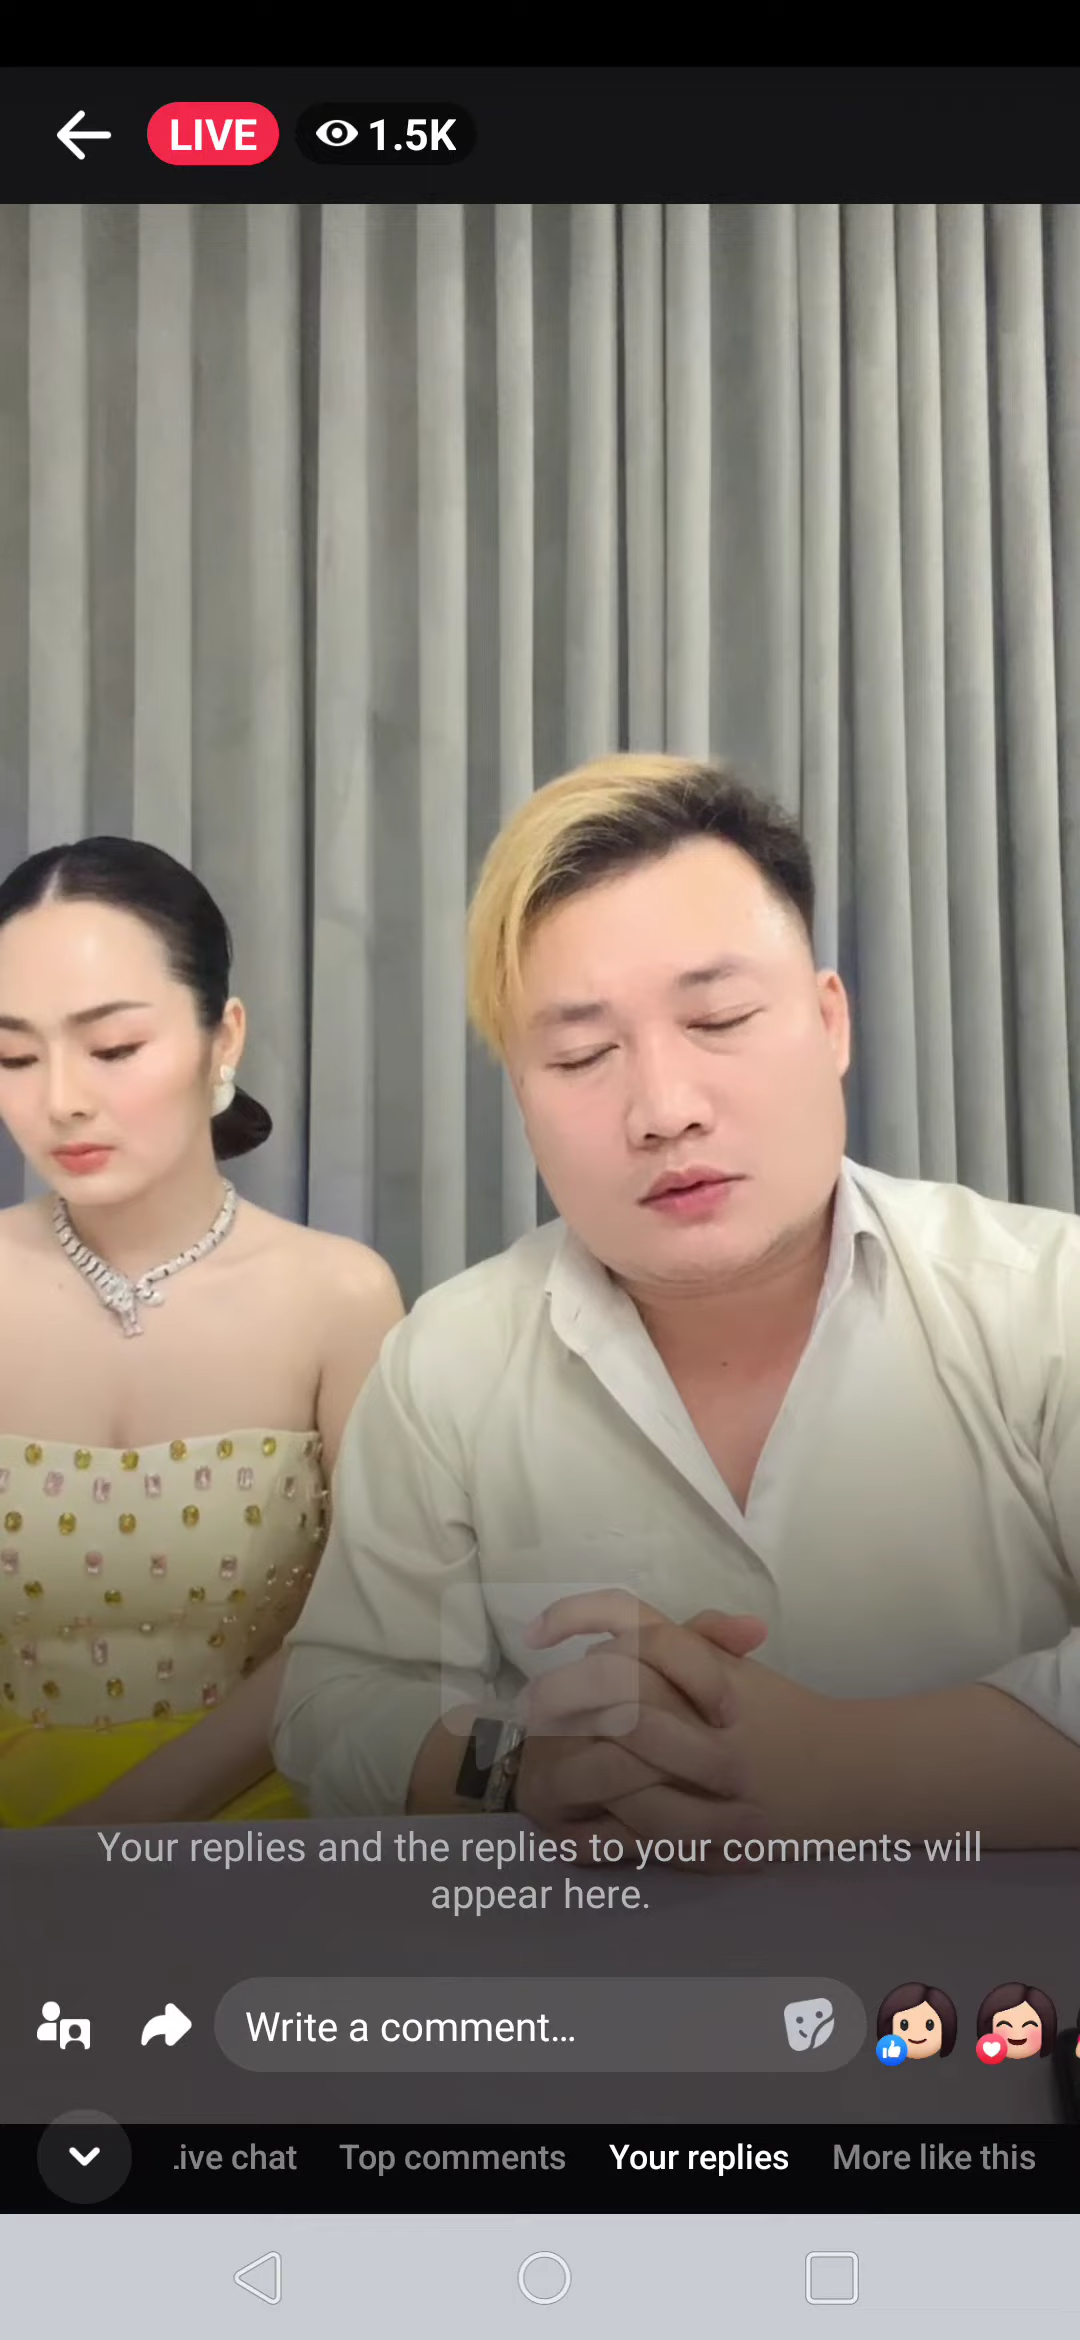 LIVE 1.5K
Your replies and the replies to your comments will
appear here.
Write a comment...
.ive chat Top comments Your replies More like this